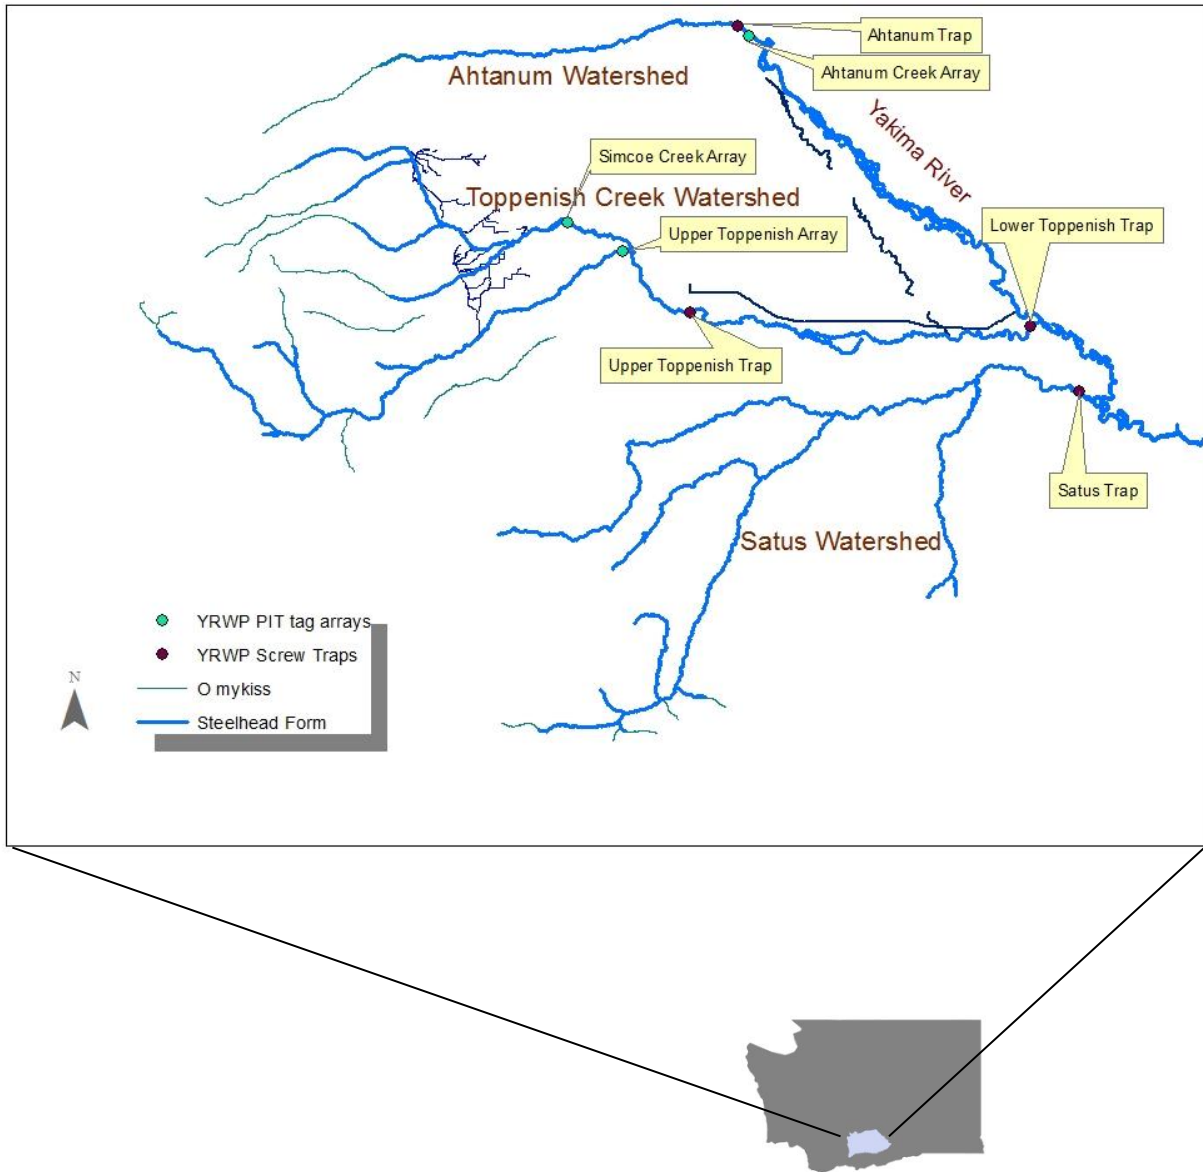 Ahtanum Trap
Ahtanum Watershed
Ahtanum Creek Array
Yakima River
Simcoe Creek Array
Toppenish Creek Watershed
Lower Toppenish Trap
Upper Toppenish Array
Upper Toppenish Trap
Satus Trap
Satus Watershed
YRWP PIT tag arrays
YRWP Screw Traps
N
O mykiss
Steelhead Form